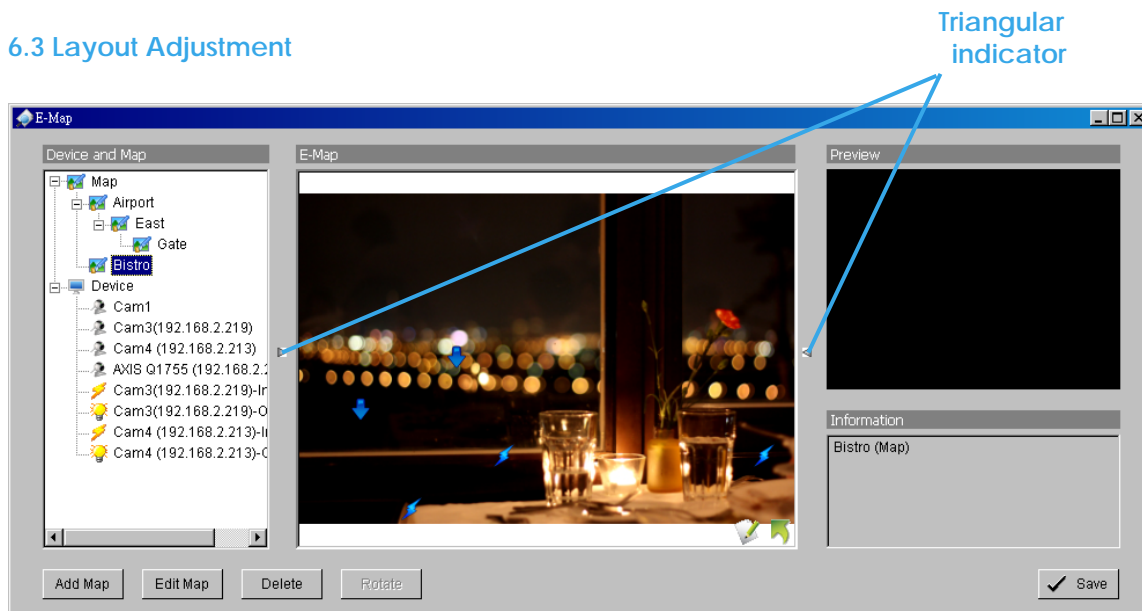 Triangular
indicator
6.3 Layout Adjustment
E-Map
Device and Map
Map
Airport
East
Gate
Bistro
Device
Cam1
Cam3(192.168.2.219)
Cam4 (192.168.2.213)
AXIS Q1755 (192.168.2.2
Cam3(192.168.2.219)-In
Cam3(192.168.2.219)-O
Cam4 (192.168.2.213)-In
Cam4 (192.168.2.213)-O
E-Map
Preview
Information
Bistro (Map)
Add Map
Edit Map
Delete
Rotate
Save